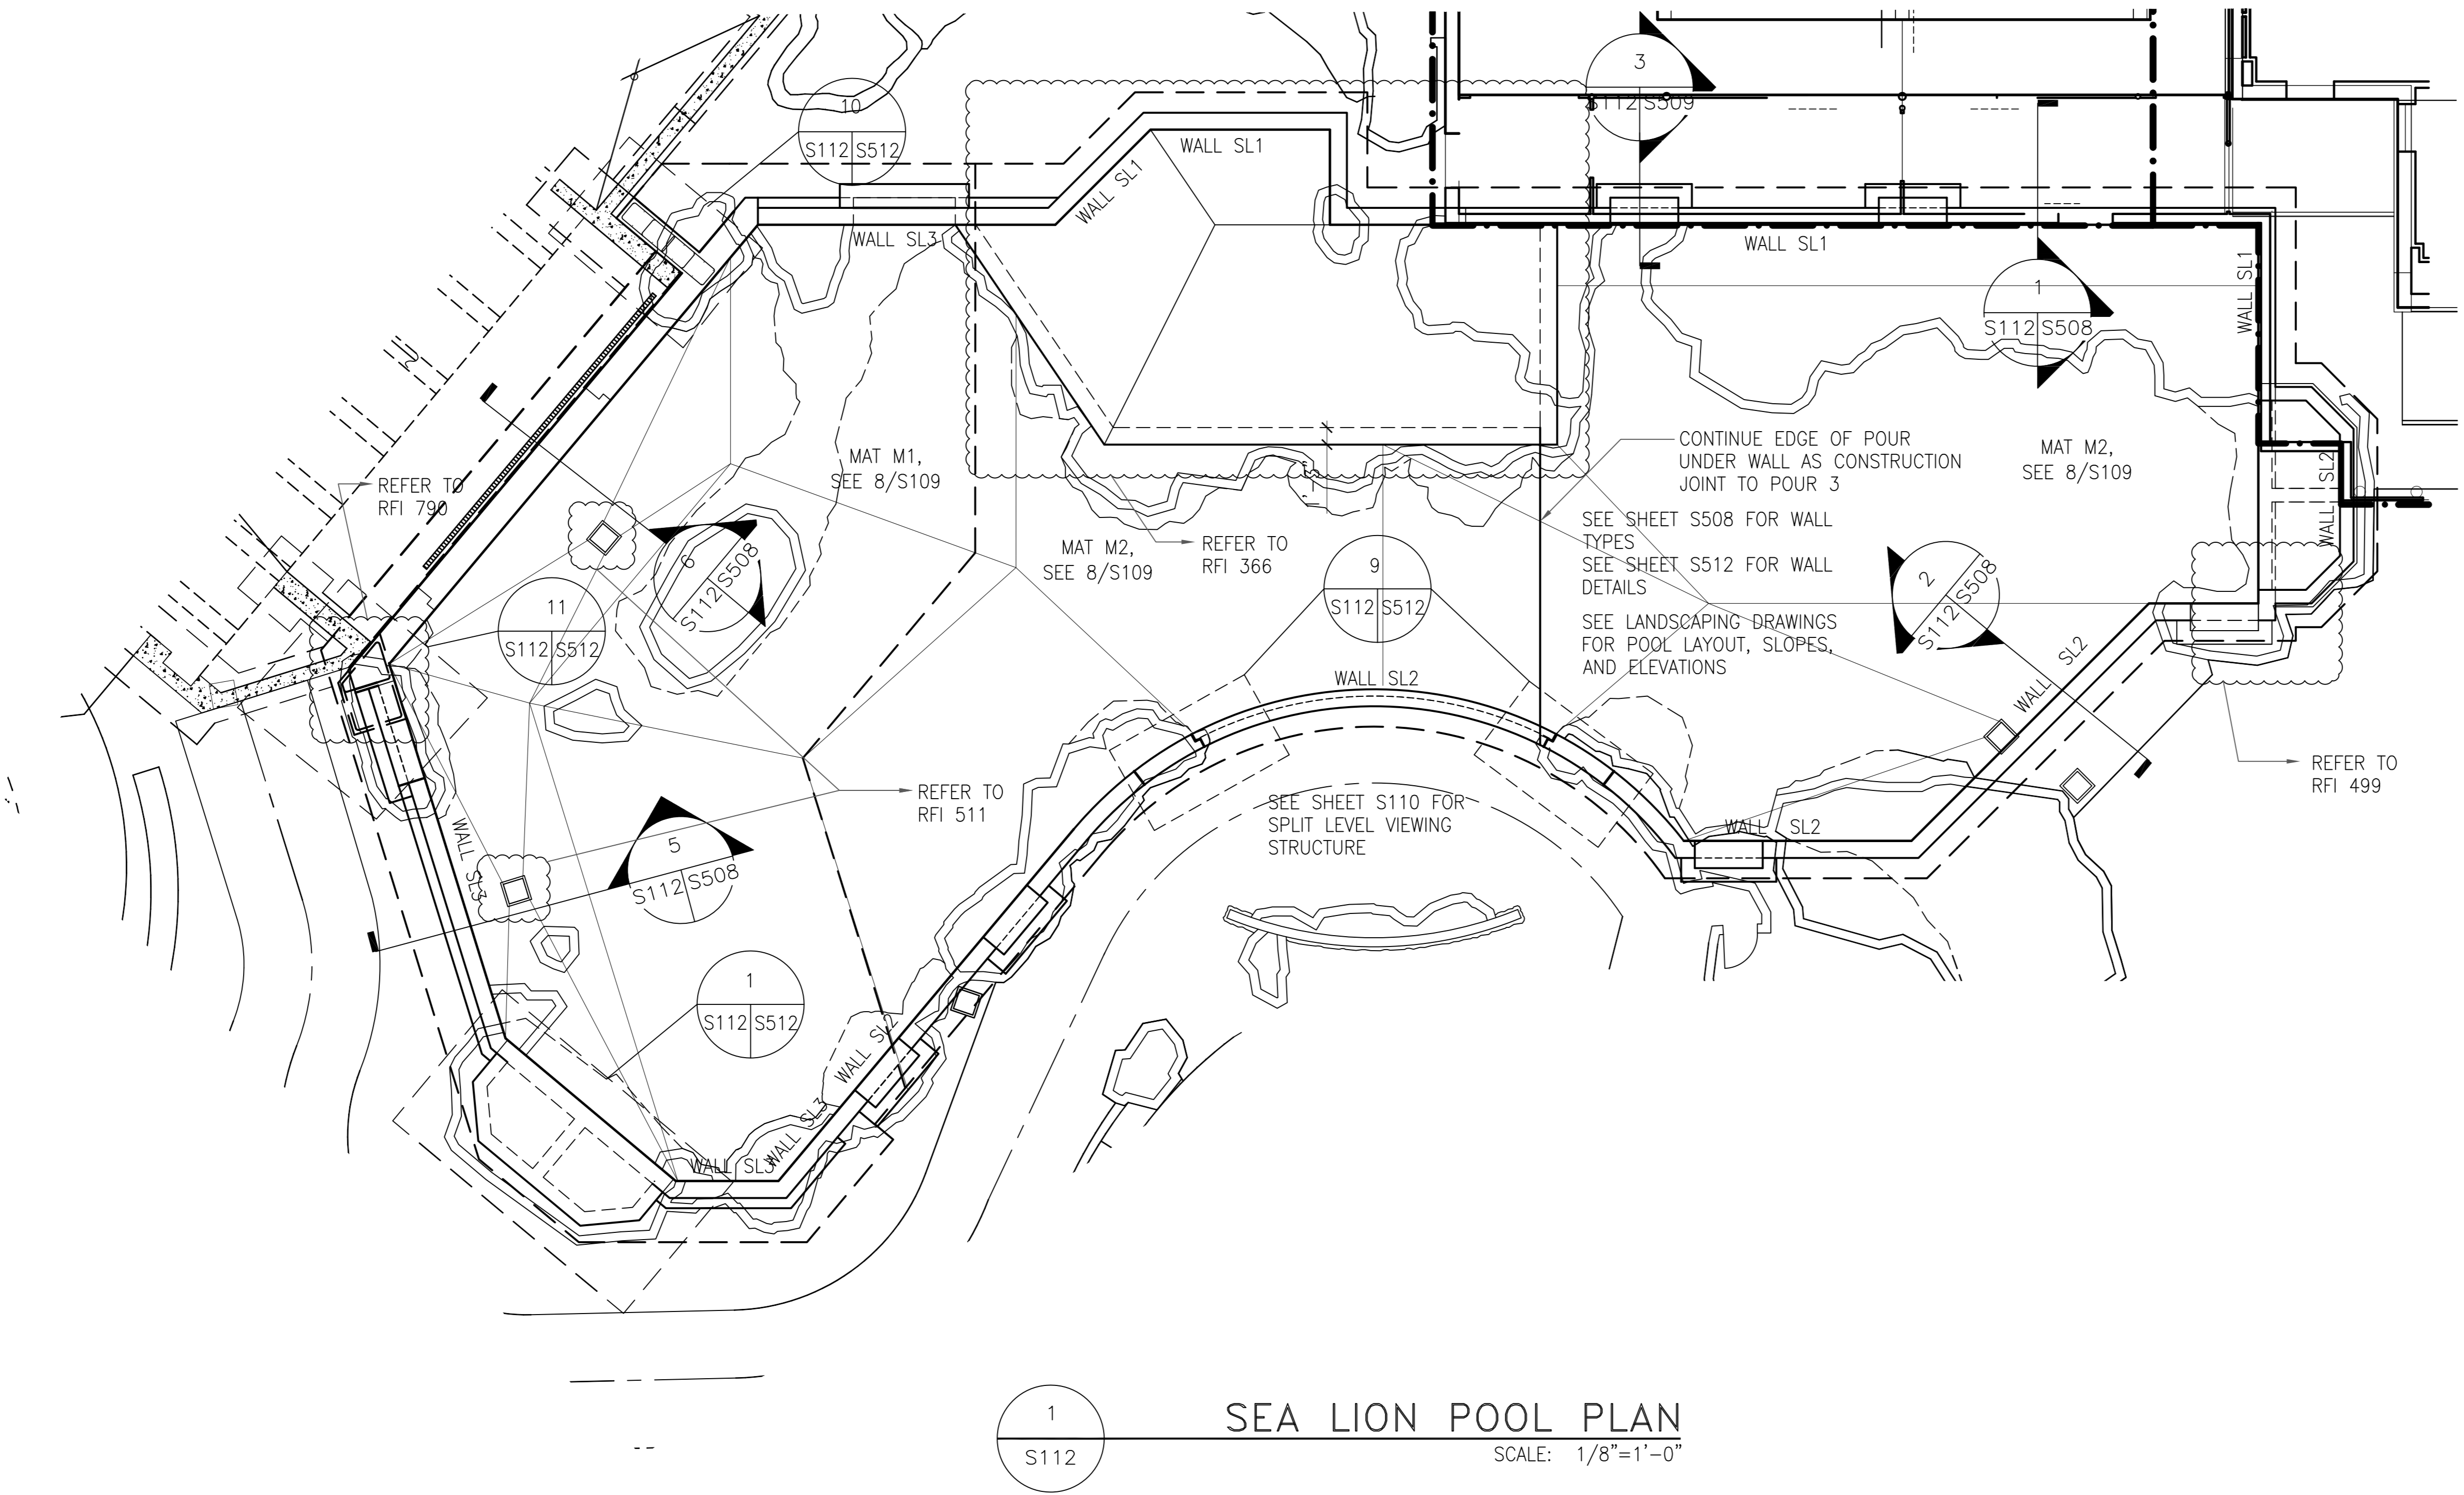 3
S112 S509
10
S112 S512
WALL SL1
WALL SL1
WALL SL3
WALL SL1
WALL SL1
1
S112 S508
MAT M1,
SEE 8/S109
CONTINUE EDGE OF POUR
UNDER WALL AS CONSTRUCTION
JOINT TO POUR 3
MAT M2,
SEE 8/S109
WALL SL2
REFER TO
RFI 790
SEE SHEET S508 FOR WALL
TYPES
SEE SHEET S512 FOR WALL
DETAILS
SEE LANDSCAPING DRAWINGS
FOR POOL LAYOUT, SLOPES,
AND ELEVATIONS
MAT M2,
SEE 8/S109
REFER TO
RFI 366
6
S112 S508
9
S112 S512
2
S112 S508
11
S112 S512
WALL SL2
WALL SL2
REFER TO
RFI 499
REFER TO
RFI 511
SEE SHEET S110 FOR
SPLIT LEVEL VIEWING
STRUCTURE
WALL SL2
5
S112 S508
WALL SL3
1
S112 S512
WALL SL2
WALL SL3
WALL SL3
1
S112
SEA LION POOL PLAN
SCALE: 1/8"=1'-0"